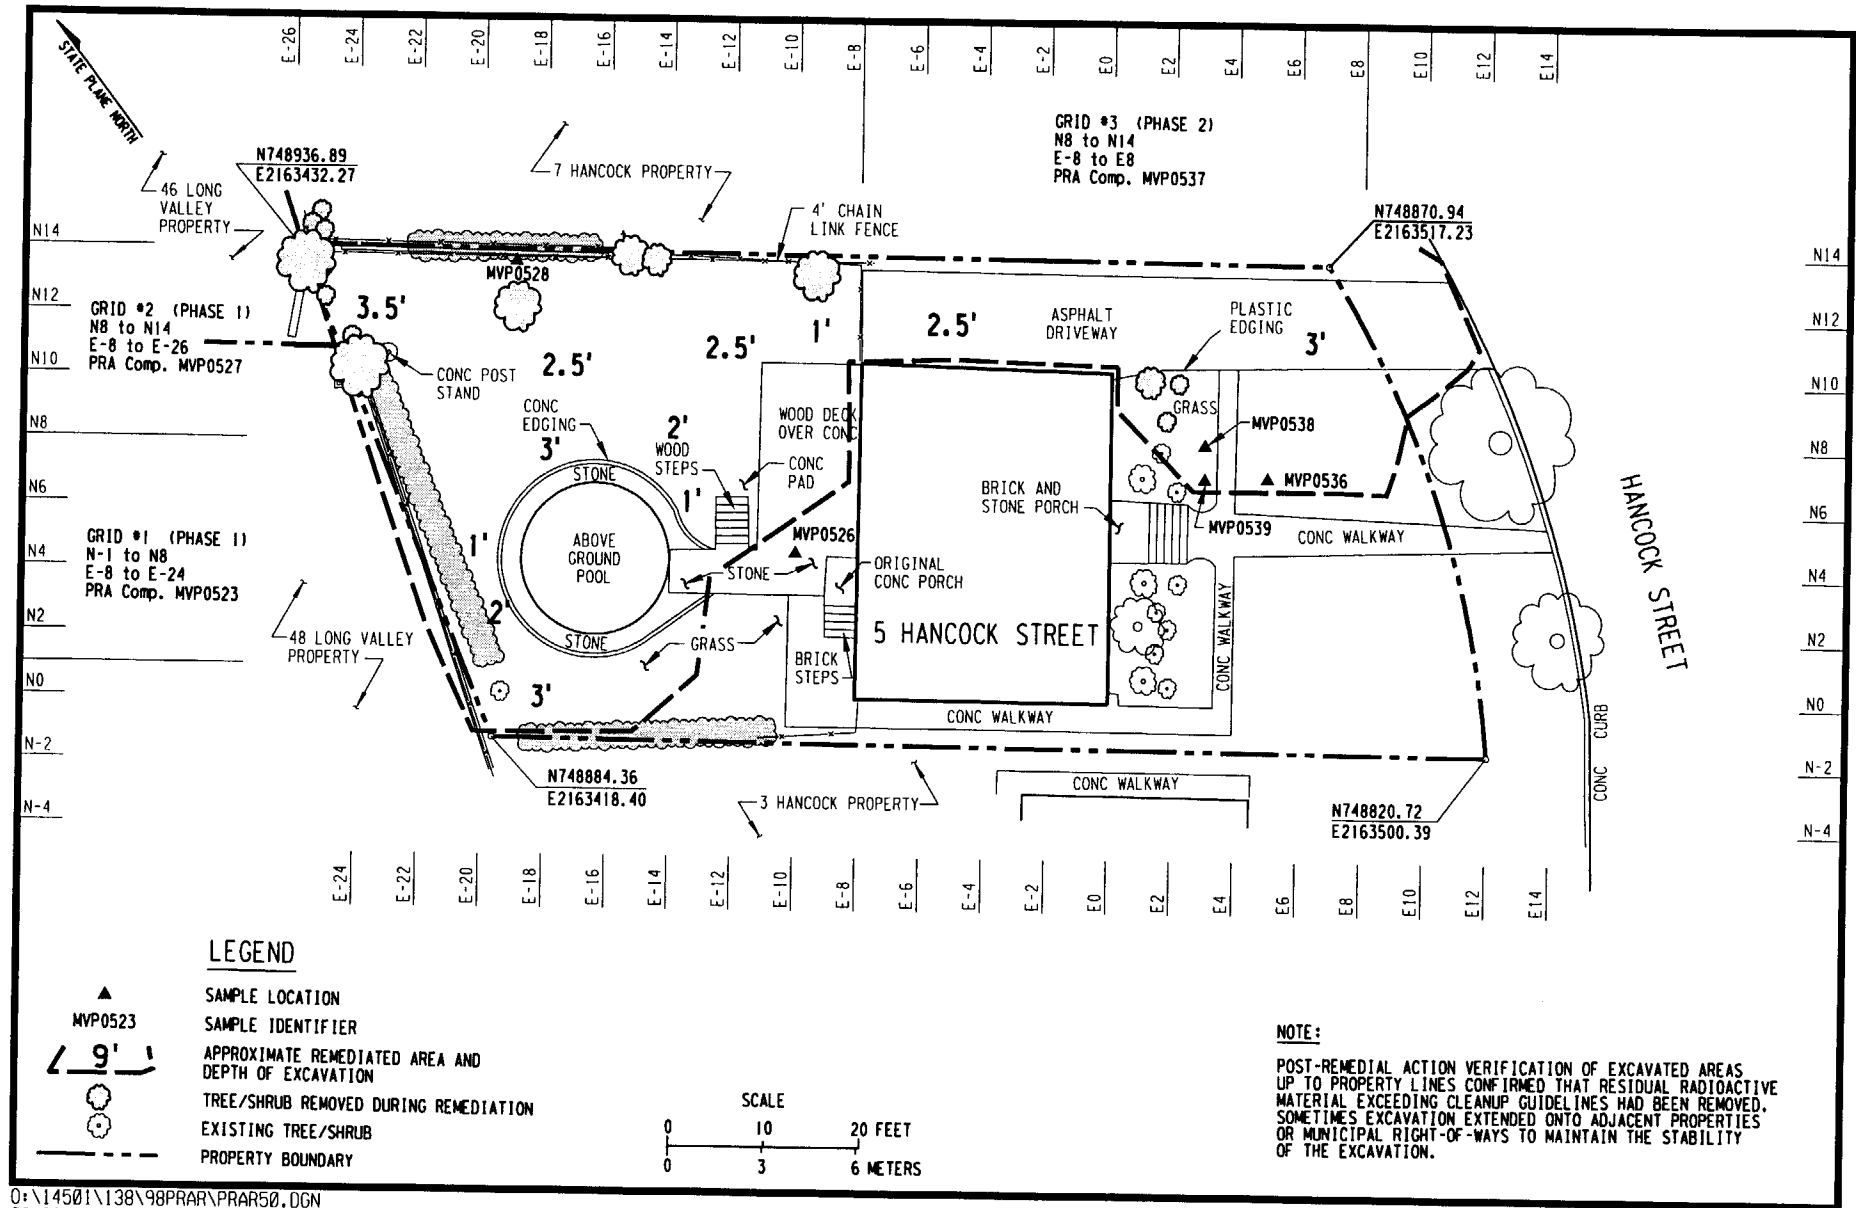 E-26
E-24
E-22
E-20
E-18
E-16
E-14
E-12
E-10
E-8
E-6
E-4
E-2
E0
E2
E4
E6
E8
E10
E12
E14
STATE PLANE NORTH
GRID #3 (PHASE 2)
N8 to N14
E-8 to E8
PRA Comp. MVP0537
N748936.89
E2163432.27
7 HANCOCK PROPERTY
46 LONG
VALLEY
PROPERTY
4' CHAIN
LINK FENCE
N748870.94
E2163517.23
N14
N14
MVP0528
N12
GRID #2 (PHASE 1)
N8 to N14
E-8 to E-26
PRA Comp. MVP0527
3.5'
2.5'
2.5'
1'
2.5'
ASPHALT
DRIVEWAY
PLASTIC
EDGING
3'
N12
N10
CONC POST
STAND
N10
CONC
EDGING
3'
2'
WOOD
STEPS
WOOD DECK
OVER CONC
GRASS
MVP0538
N8
N8
STONE
CONC
PAD
1'
BRICK AND
STONE PORCH
MVP0536
MVP0539
N6
N6
GRID #1 (PHASE 1)
N-1 to N8
E-8 to E-24
PRA Comp. MVP0523
1'
ABOVE
GROUND
POOL
MVP0526
STONE
ORIGINAL
CONC PORCH
CONC WALKWAY
HANCOCK STREET
N4
N4
2'
N2
48 LONG VALLEY
PROPERTY
STONE
GRASS
BRICK
STEPS
5 HANCOCK STREET
CONC WALKWAY
N2
N0
3'
CONC WALKWAY
N0
CONC CURB
N-2
N748884.36
E2163418.40
3 HANCOCK PROPERTY
CONC WALKWAY
N748820.72
E2163500.39
N-2
N-4
N-4
E-24
E-22
E-20
E-18
E-16
E-14
E-12
E-10
E-8
E-6
E-4
E-2
E0
E2
E4
E6
E8
E10
E12
E14
LEGEND
SAMPLE LOCATION
MVP0523 SAMPLE IDENTIFIER
9' APPROXIMATE REMEDIATED AREA AND
DEPTH OF EXCAVATION
TREE/SHRUB REMOVED DURING REMEDIATION
EXISTING TREE/SHRUB
PROPERTY BOUNDARY
SCALE
0 10 20 FEET
0 3 6 METERS
NOTE:
POST-REMEDIAL ACTION VERIFICATION OF EXCAVATED AREAS
UP TO PROPERTY LINES CONFIRMED THAT RESIDUAL RADIOACTIVE
MATERIAL EXCEEDING CLEANUP GUIDELINES HAD BEEN REMOVED.
SOMETIMES EXCAVATION EXTENDED ONTO ADJACENT PROPERTIES
OR MUNICIPAL RIGHT-OF-WAYS TO MAINTAIN THE STABILITY
OF THE EXCAVATION.
O:\14501\138\98PRAR\PRAR50.DGN